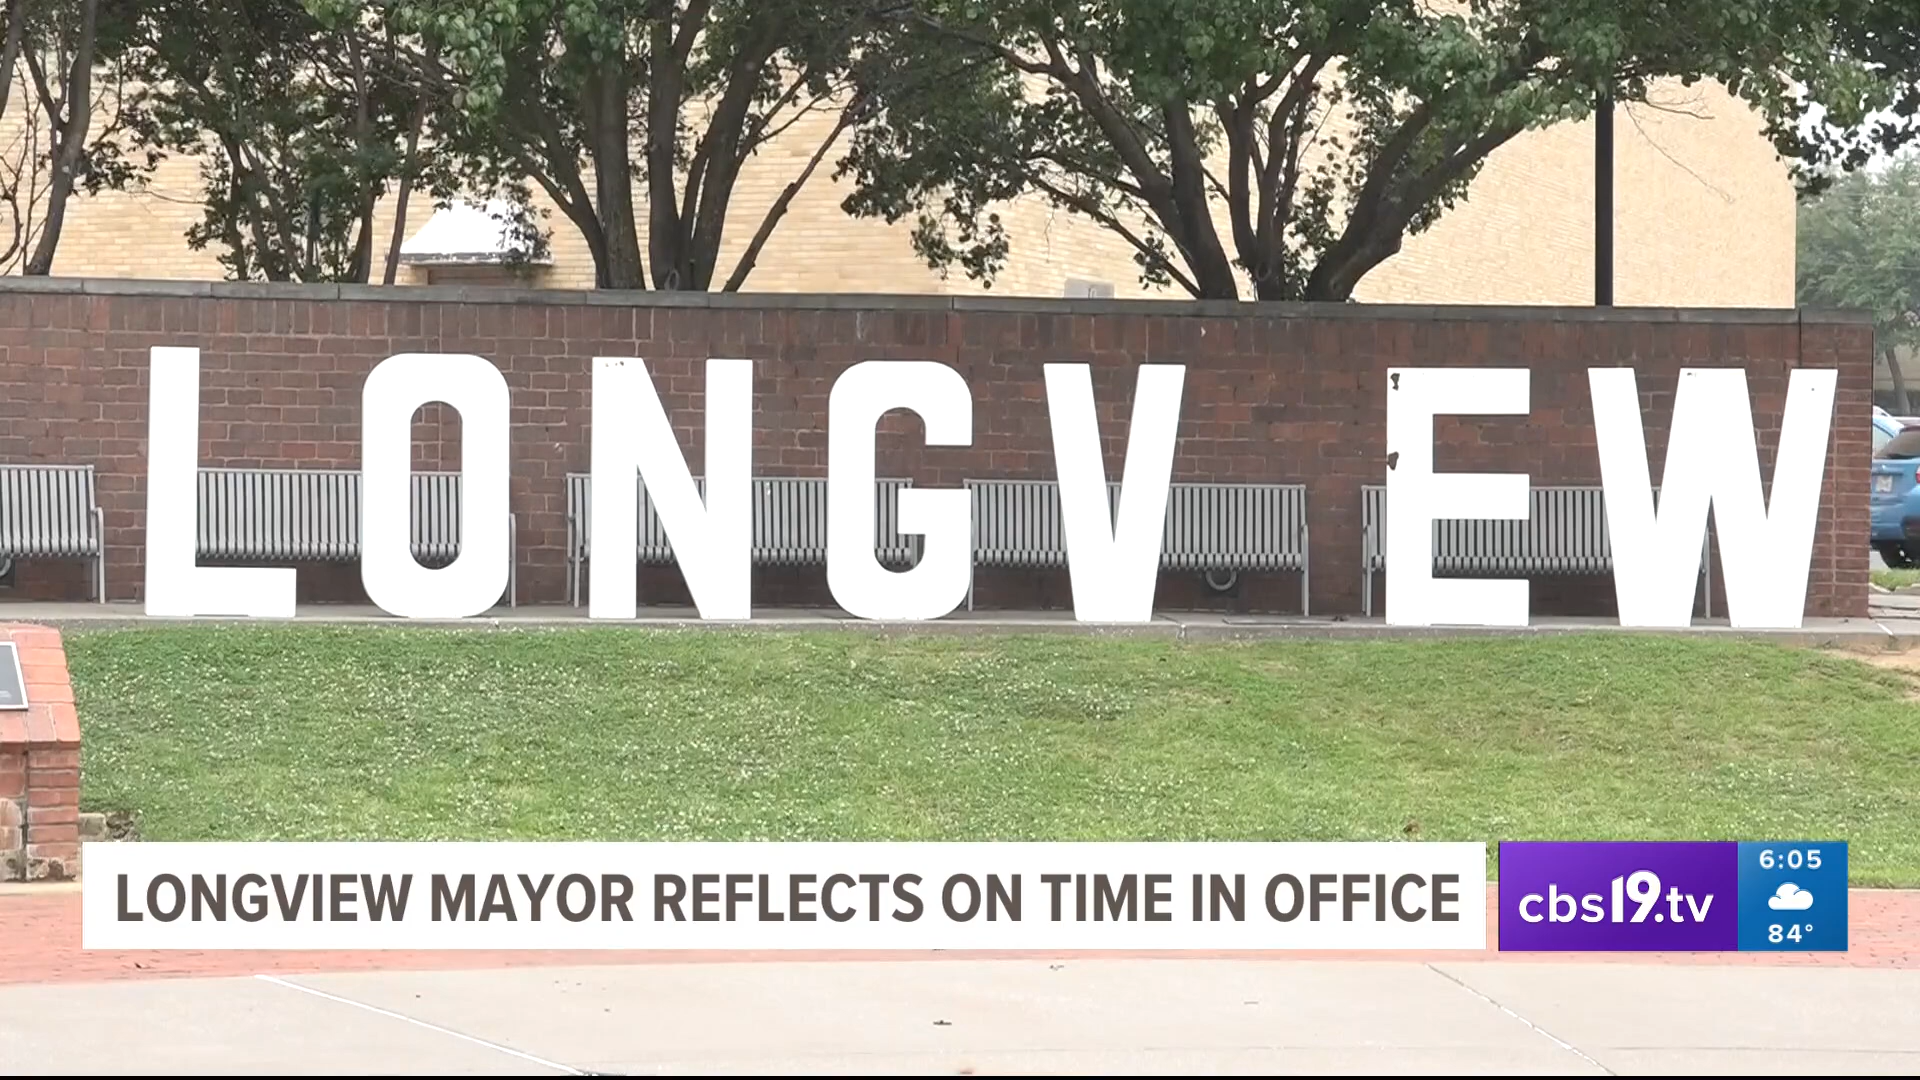 LONGV EW
LONGVIEW MAYOR REFLECTS ON TIME IN OFFICE
cbs19.tv
6:05
84°